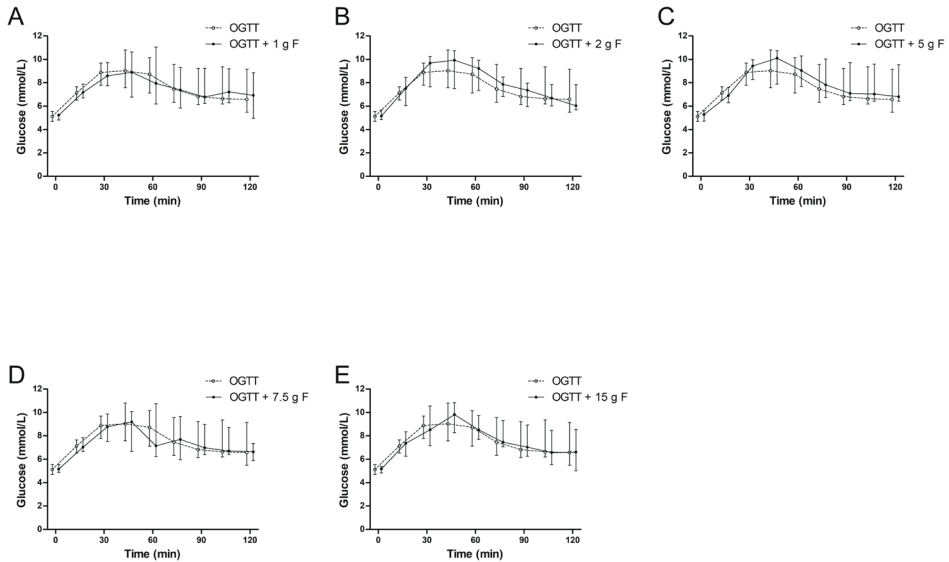 A
OGTT
OGTT + 1 g F
12
10
8
6
4
2
0
Glucose (mmol/L)
0 30 60 90 120
Time (min)
B
OGTT
OGTT + 2 g F
12
10
8
6
4
2
0
Glucose (mmol/L)
0 30 60 90 120
Time (min)
C
OGTT
OGTT + 5 g F
12
10
8
6
4
2
0
Glucose (mmol/L)
0 30 60 90 120
Time (min)
D
OGTT
OGTT + 7.5 g F
12
10
8
6
4
2
0
Glucose (mmol/L)
0 30 60 90 120
Time (min)
E
OGTT
OGTT + 15 g F
12
10
8
6
4
2
0
Glucose (mmol/L)
0 30 60 90 120
Time (min)